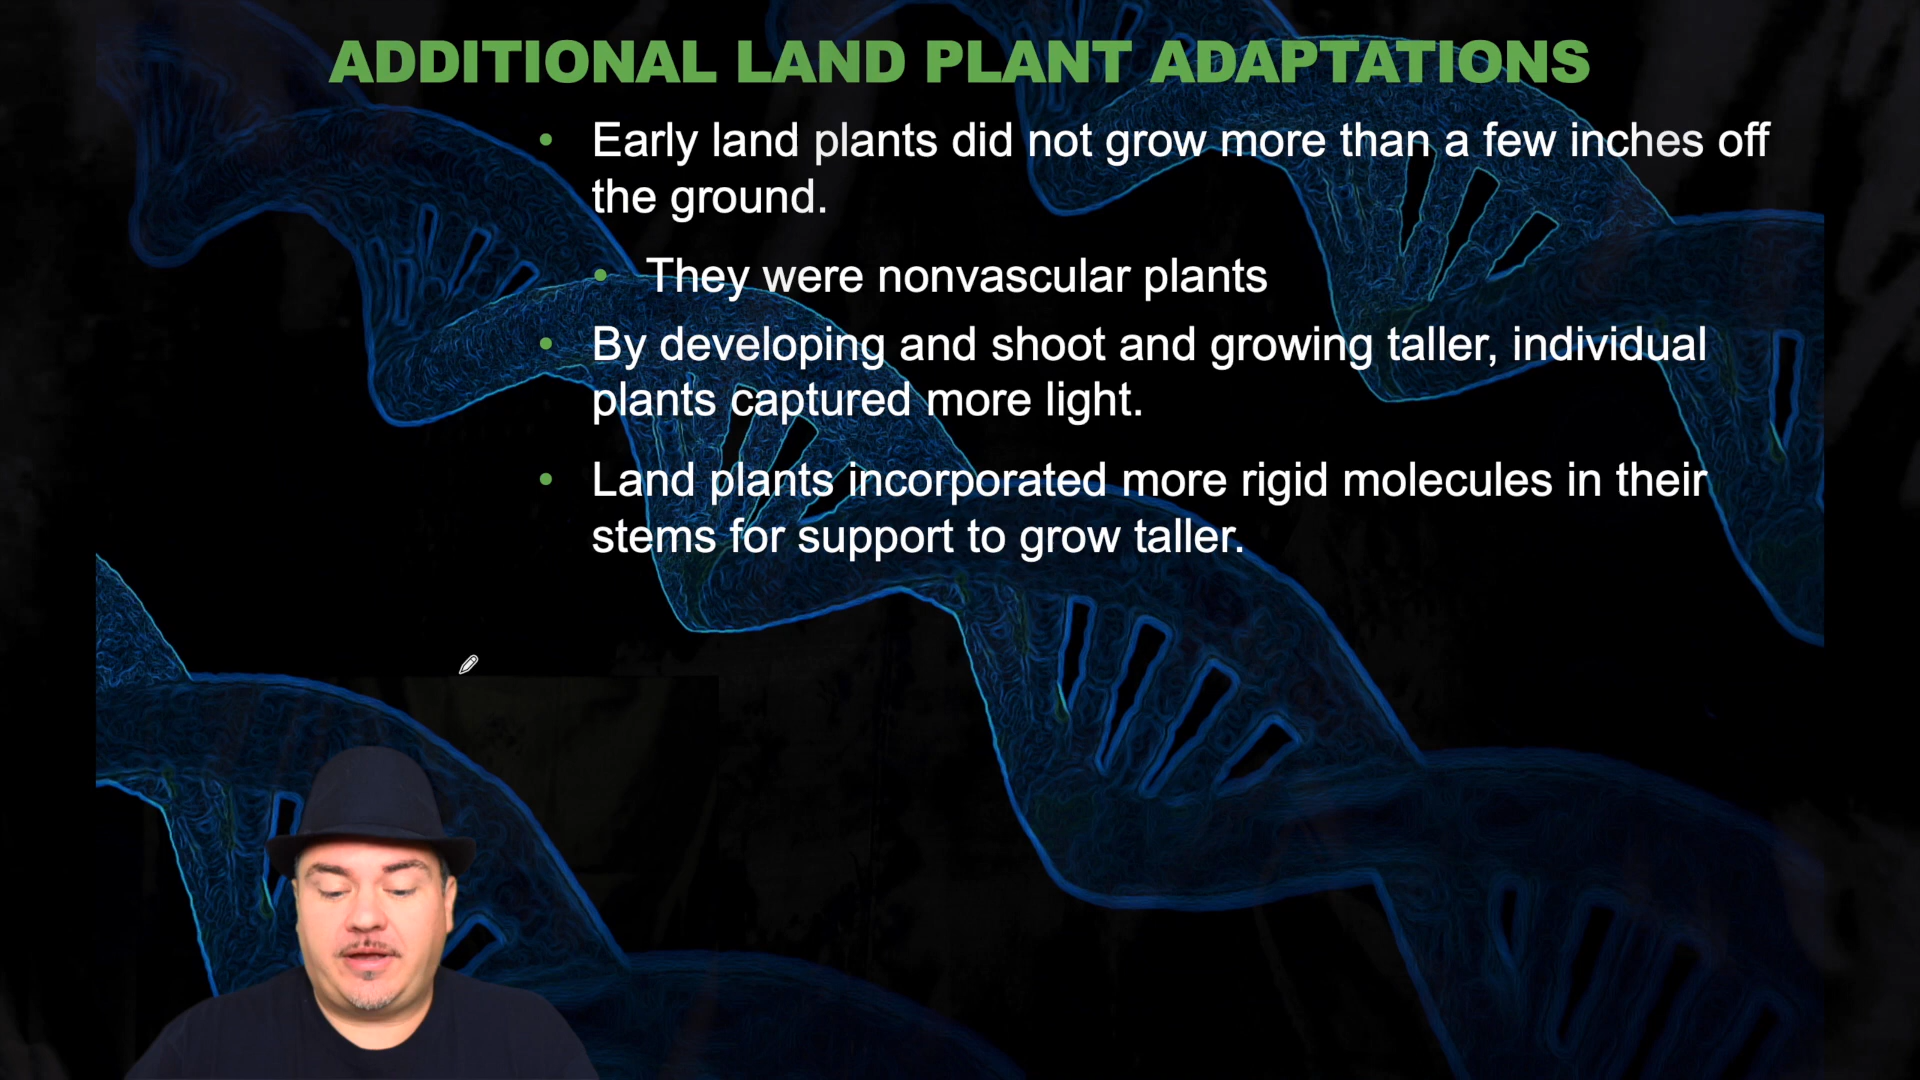 ADDITIONAL LAND PLANT ADAPTATIONS
• Early land plants did not grow more than a few inches off
the ground.
• They were nonvascular plants
• By developing and shoot and growing taller, individual
plants captured more light.
• Land plants incorporated more rigid molecules in their
stems for support to grow taller.